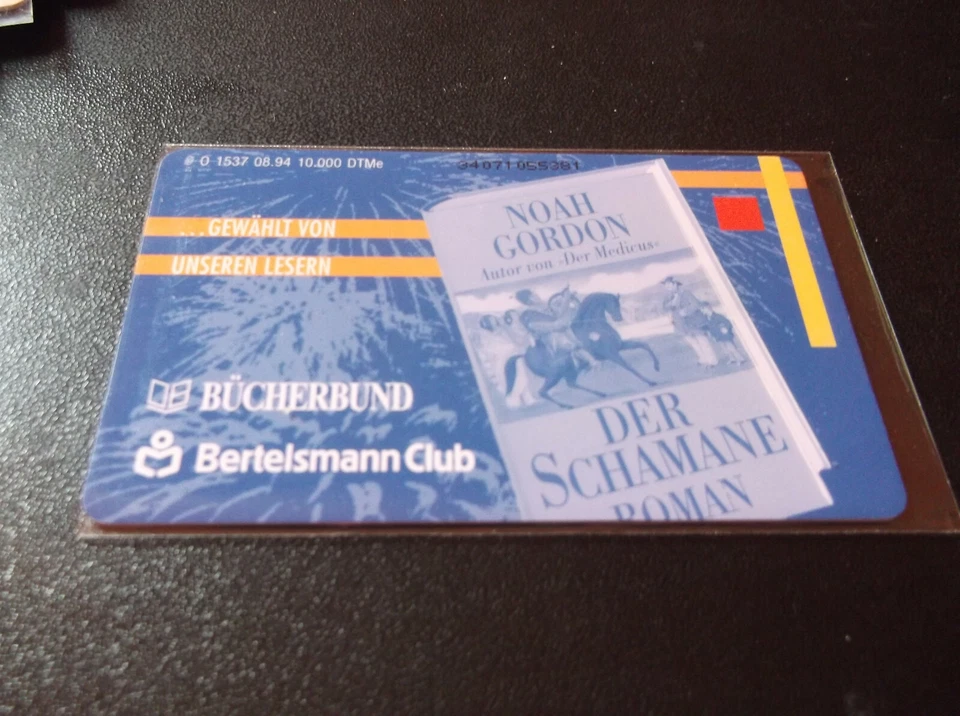 O 1537 08.94 10.000 DTMe
34071055381
...GEWÄHLT VON
UNSEREN LESERN
BÜCHERBUND
Bertelsmann Club
NOAH
GORDON
Autor von »Der Medicus«
DER
SCHAMANE
ROMAN